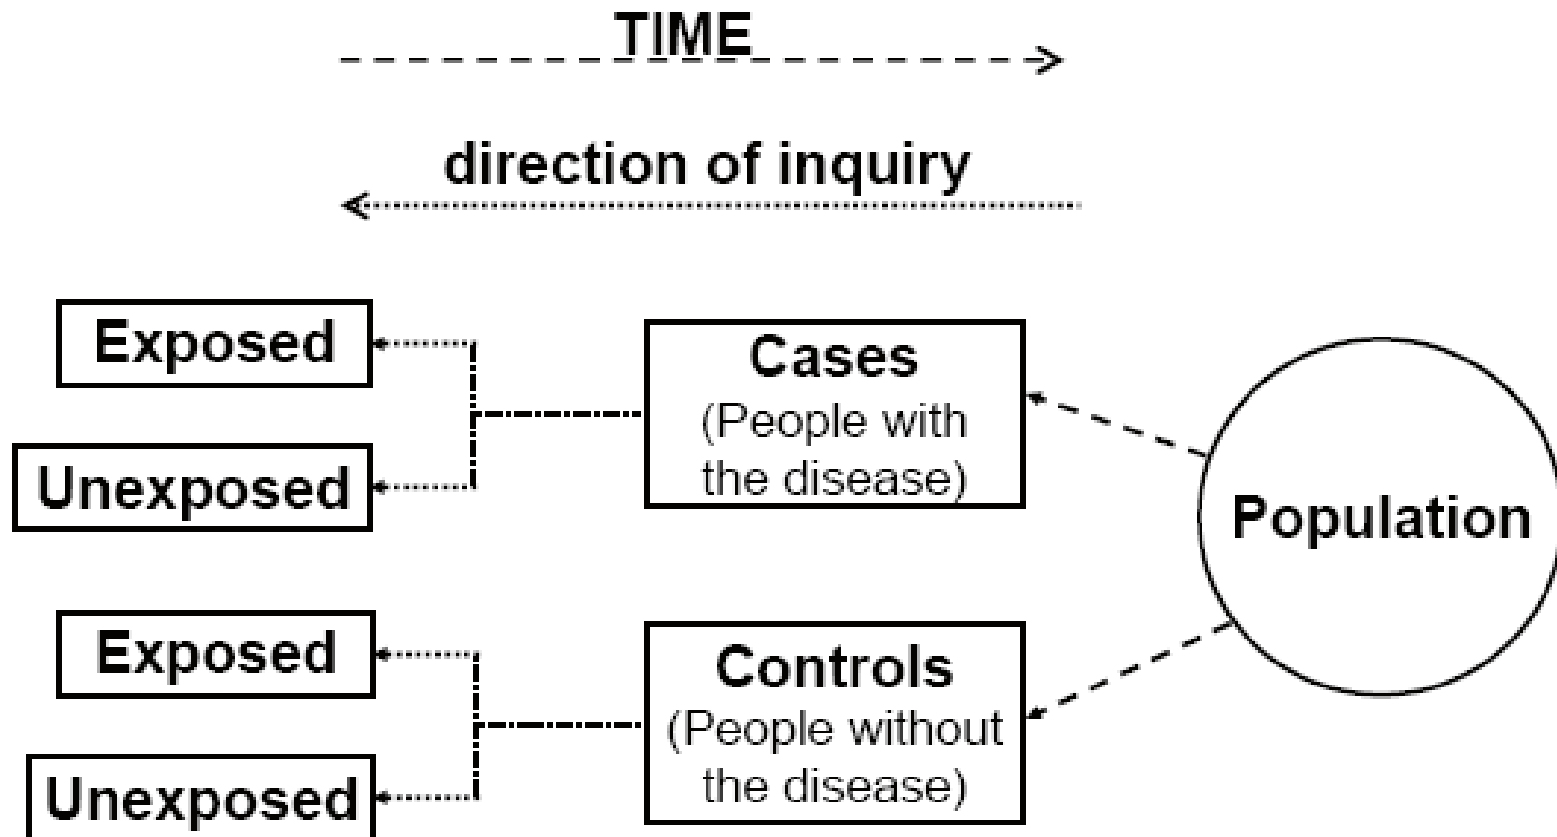 TIME
direction of inquiry
Exposed
Unexposed
Cases
(People with
the disease)
Population
Exposed
Unexposed
Controls
(People without
the disease)